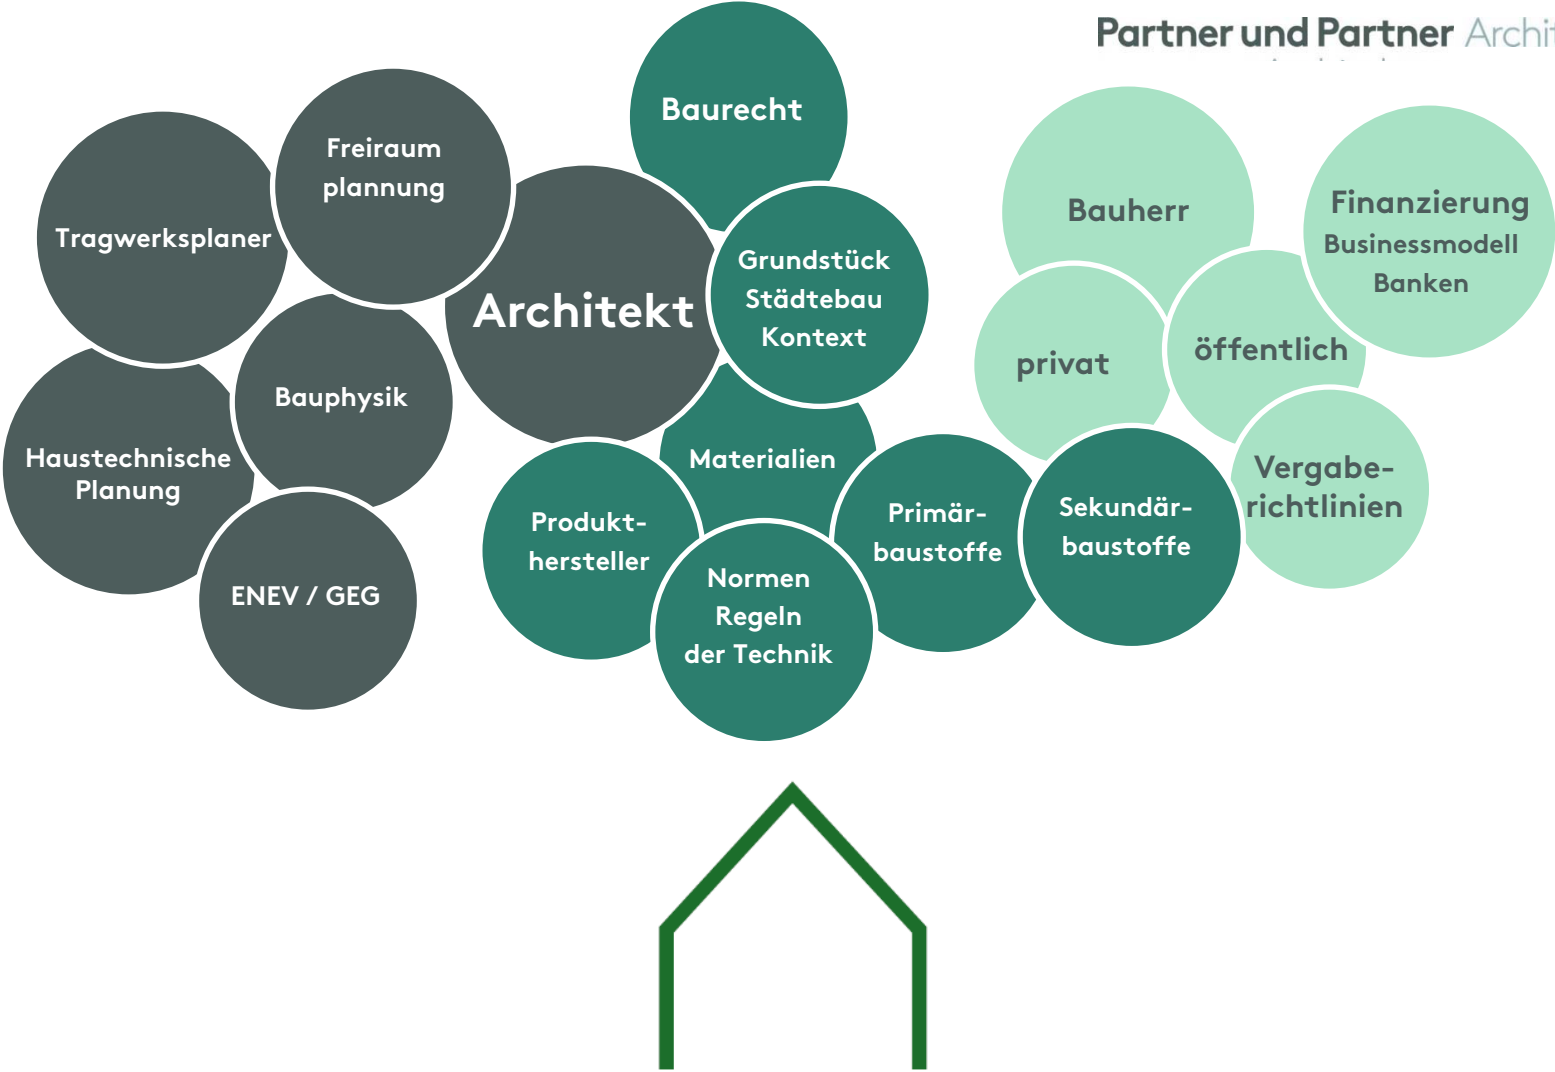 Partner und Partner Archit
Baurecht
Freiraum
plannung
Tragwerksplaner
Architekt
Grundstück
Städtebau
Kontext
Bauherr
Finanzierung
Businessmodell
Banken
privat
öffentlich
Bauphysik
Haustechnische
Planung
Materialien
Produkt-
hersteller
Primär-
baustoffe
Sekundär-
baustoffe
Vergabe-
richtlinien
ENEV / GEG
Normen
Regeln
der Technik